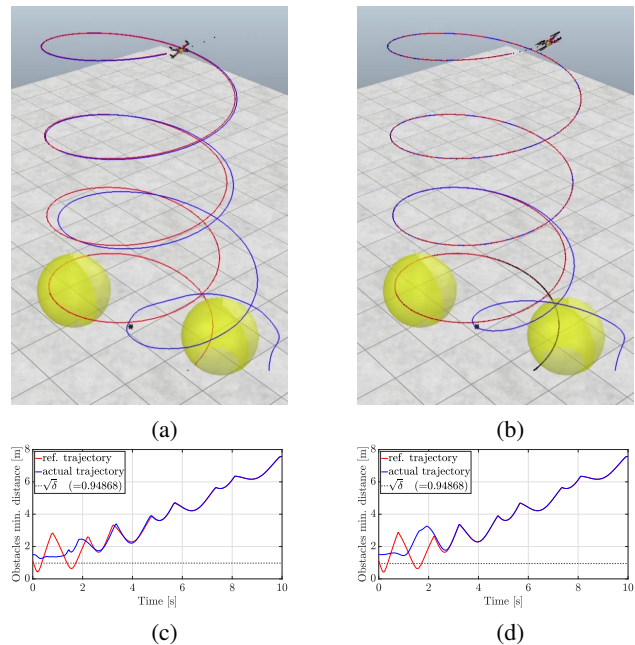 (a)
(b)
Obstacles min. distance [m]
8
6
4
2
0
ref. trajectory
actual trajectory
√δ (=0.94868)
0 2 4 6 8 10
Time [s]
Obstacles min. distance [m]
8
6
4
2
0
ref. trajectory
actual trajectory
√δ (=0.94868)
0 2 4 6 8 10
Time [s]
(c)
(d)